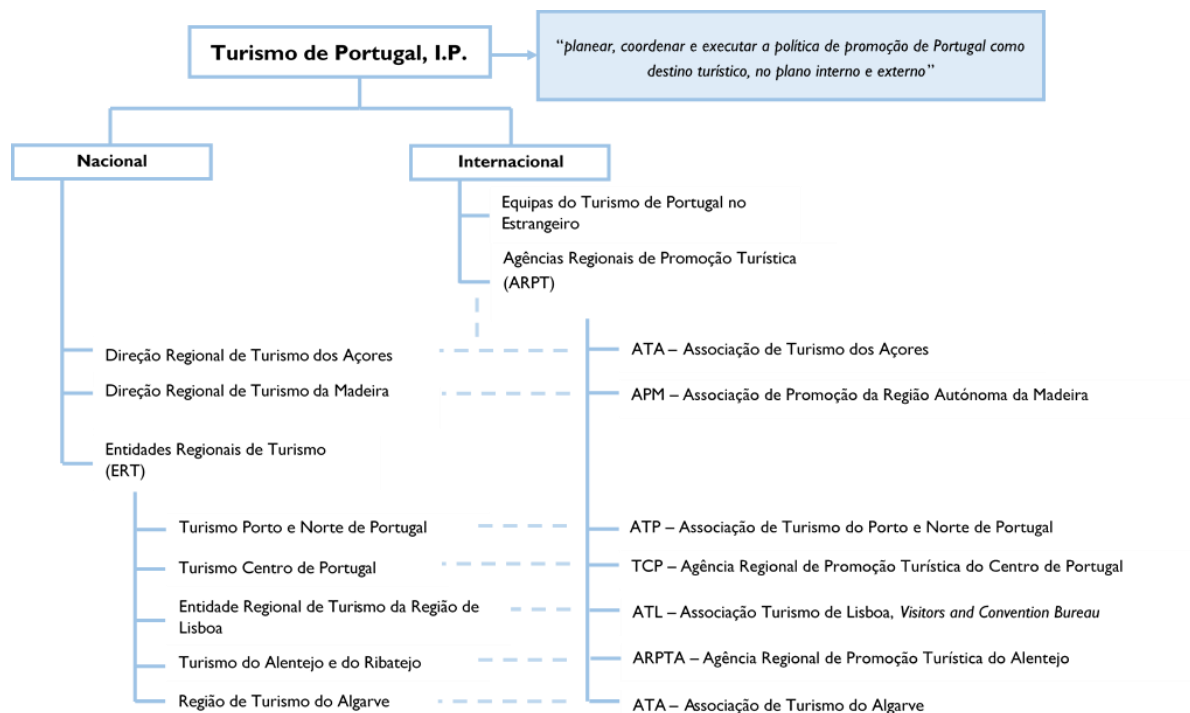 Turismo de Portugal, I.P.
“planear, coordenar e executar a política de promoção de Portugal como
destino turístico, no plano interno e externo”
Nacional
Internacional
Equipas do Turismo de Portugal no
Estrangeiro
Agências Regionais de Promoção Turística
(ARPT)
Direção Regional de Turismo dos Açores
ATA – Associação de Turismo dos Açores
Direção Regional de Turismo da Madeira
APM – Associação de Promoção da Região Autónoma da Madeira
Entidades Regionais de Turismo
(ERT)
Turismo Porto e Norte de Portugal
ATP – Associação de Turismo do Porto e Norte de Portugal
Turismo Centro de Portugal
TCP – Agência Regional de Promoção Turística do Centro de Portugal
Entidade Regional de Turismo da Região de
Lisboa
ATL – Associação Turismo de Lisboa, Visitors and Convention Bureau
Turismo do Alentejo e do Ribatejo
ARPTA – Agência Regional de Promoção Turística do Alentejo
Região de Turismo do Algarve
ATA – Associação de Turismo do Algarve